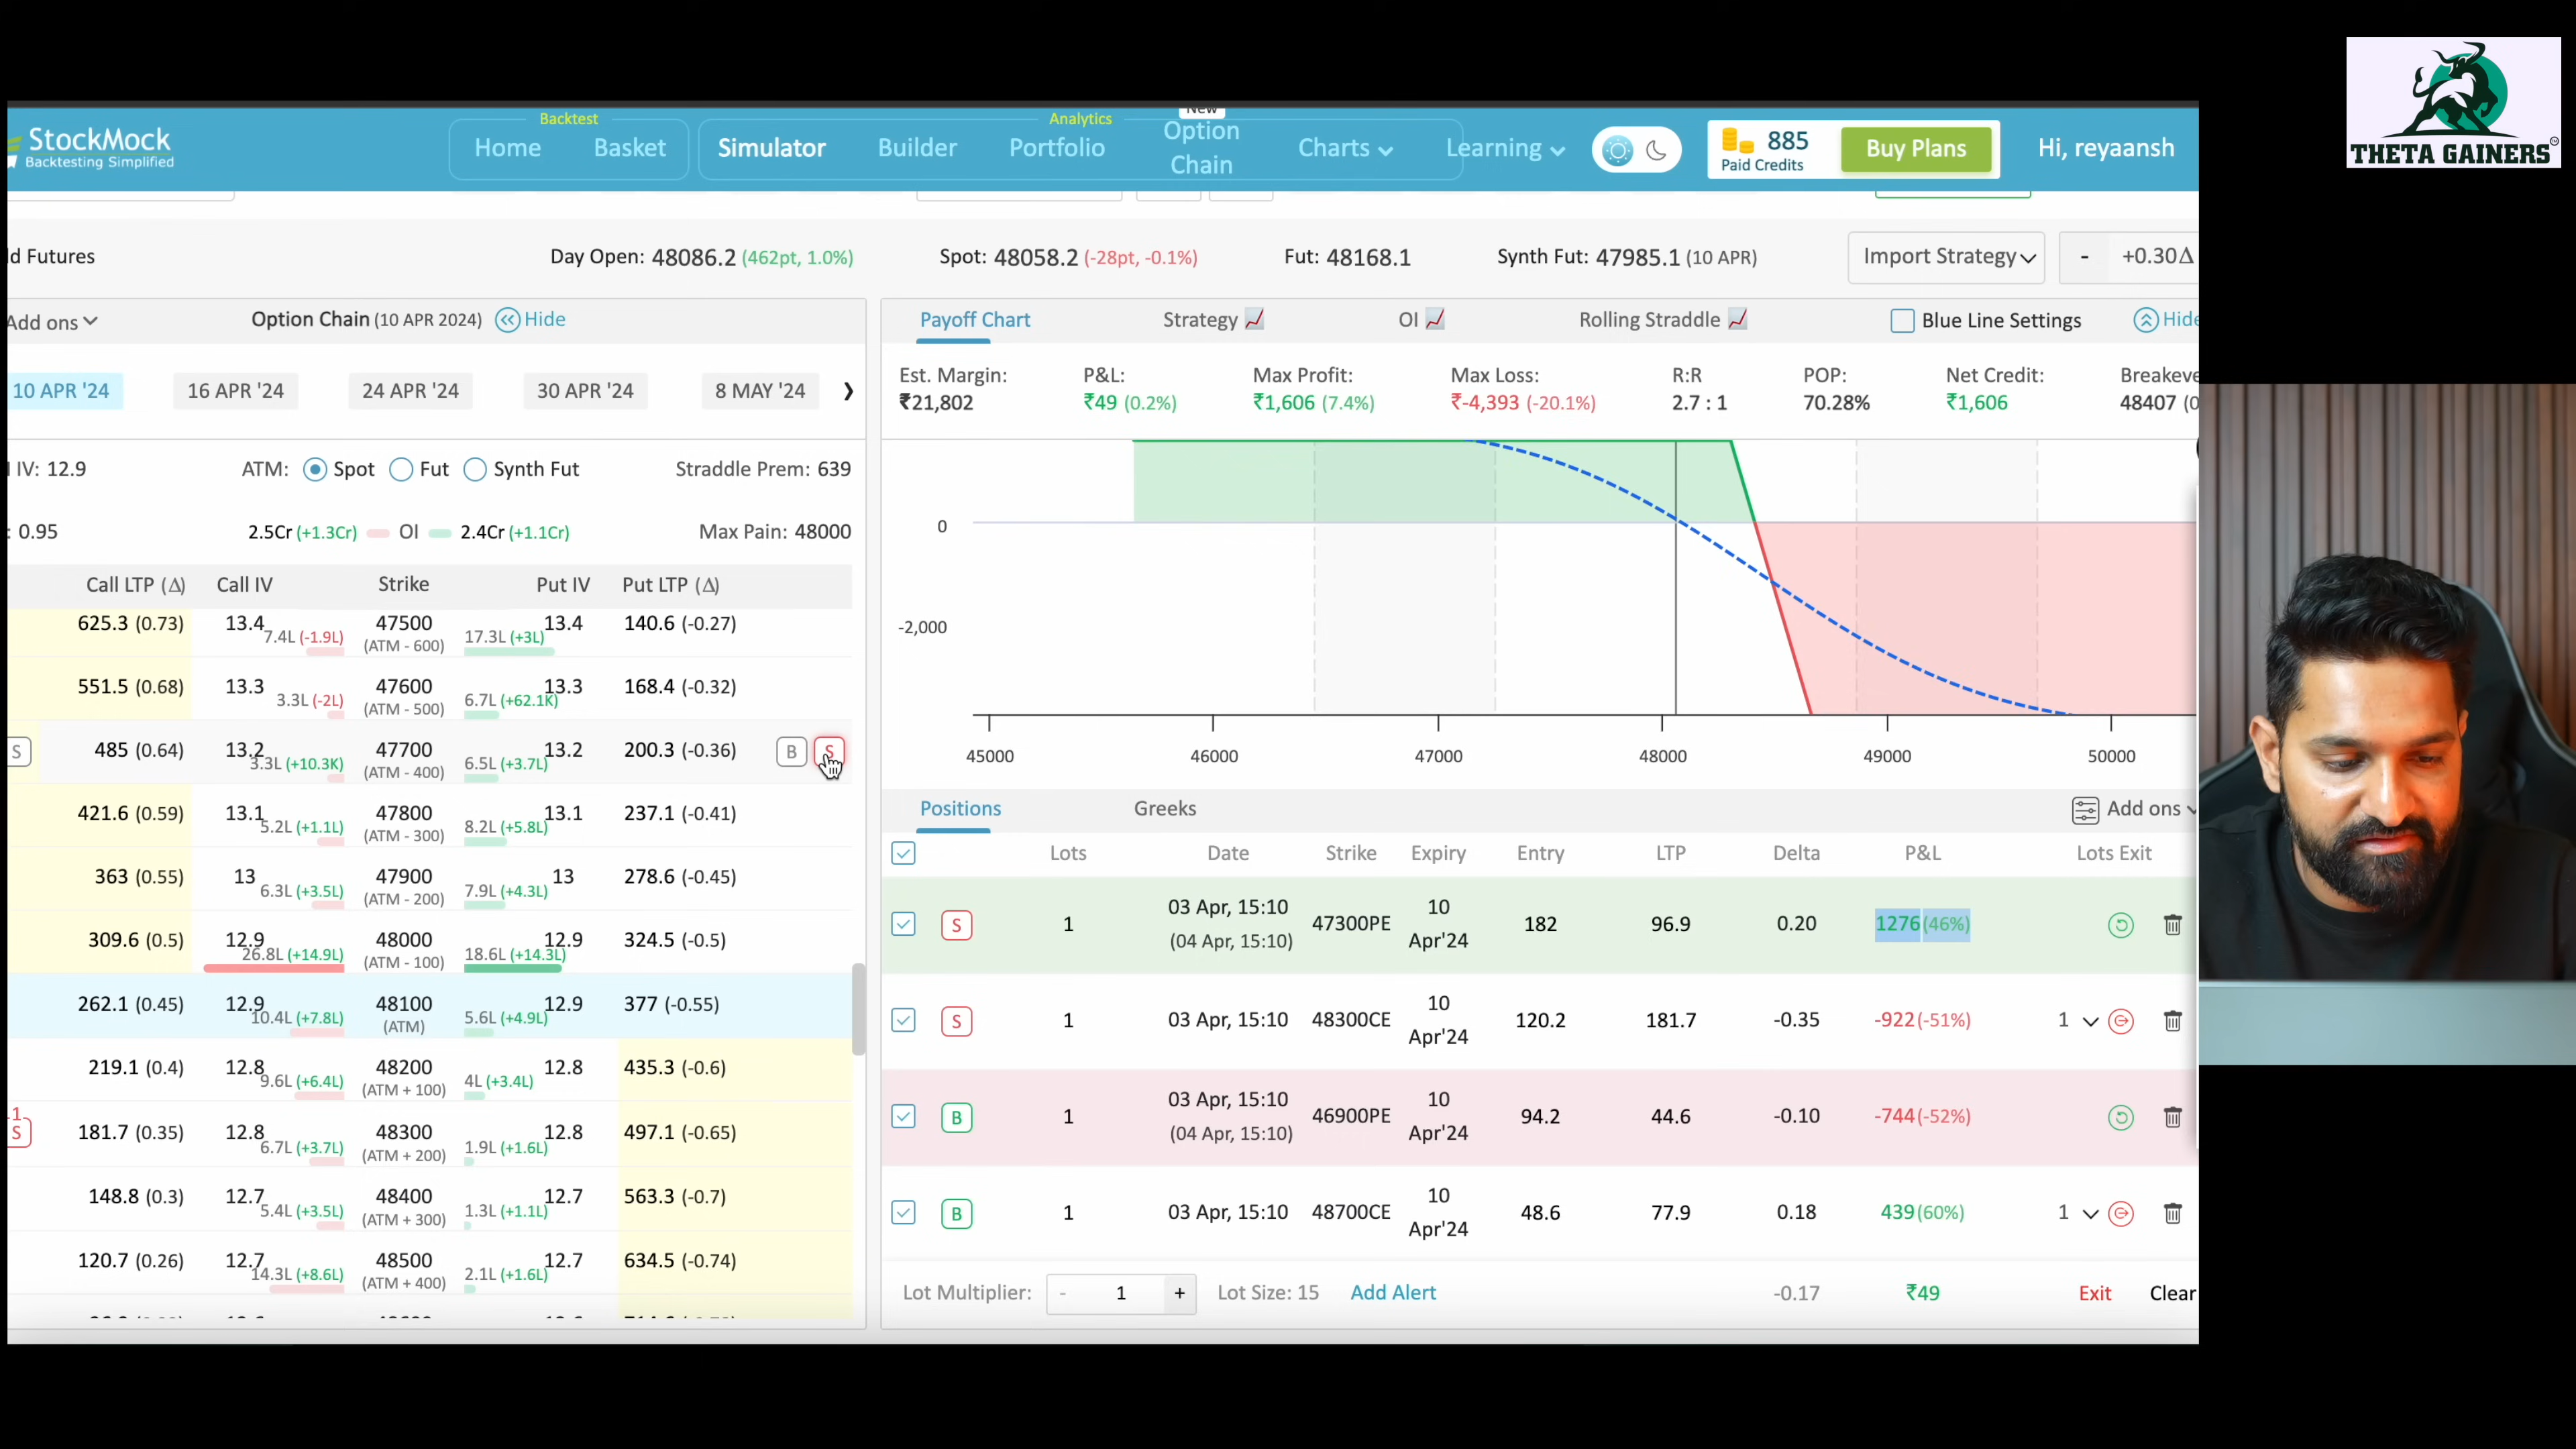 THETA GAINERS
New
StockMock
Backtesting Simplified
Backtest
Home
Basket
Simulator
Builder
Analytics
Portfolio
Option
Chain
Charts
Learning
885
Paid Credits
Buy Plans
Hi, reyaansh
d Futures
Day Open: 48086.2 (462pt, 1.0%)
Spot: 48058.2 (-28pt, -0.1%)
Fut: 48168.1
Synth Fut: 47985.1 (10 APR)
Import Strategy
- +0.30Δ
Add ons
Option Chain (10 APR 2024)
Hide
10 APR '24
16 APR '24
24 APR '24
30 APR '24
8 MAY '24
IV: 12.9
ATM: Spot Fut Synth Fut
Straddle Prem: 639
: 0.95
2.5Cr (+1.3Cr) OI 2.4Cr (+1.1Cr)
Max Pain: 48000
Call LTP (Δ) Call IV Strike Put IV Put LTP (Δ)
625.3 (0.73) 13.4 47500 13.4 140.6 (-0.27)
7.4L (-1.9L) (ATM - 600) 17.3L (+3L)
551.5 (0.68) 13.3 47600 13.3 168.4 (-0.32)
3.3L (-2L) (ATM - 500) 6.7L (+62.1K)
S 485 (0.64) 13.2 47700 13.2 200.3 (-0.36) B S
3.3L (+10.3K) (ATM - 400) 6.5L (+3.7L)
421.6 (0.59) 13.1 47800 13.1 237.1 (-0.41)
5.2L (+1.1L) (ATM - 300) 8.2L (+5.8L)
363 (0.55) 13 47900 13 278.6 (-0.45)
6.3L (+3.5L) (ATM - 200) 7.9L (+4.3L)
309.6 (0.5) 12.9 48000 12.9 324.5 (-0.5)
26.8L (+14.9L) (ATM - 100) 18.6L (+14.3L)
262.1 (0.45) 12.9 48100 12.9 377 (-0.55)
10.4L (+7.8L) (ATM) 5.6L (+4.9L)
219.1 (0.4) 12.8 48200 12.8 435.3 (-0.6)
9.6L (+6.4L) (ATM + 100) 4L (+3.4L)
1
S 181.7 (0.35) 12.8 48300 12.8 497.1 (-0.65)
6.7L (+3.7L) (ATM + 200) 1.9L (+1.6L)
148.8 (0.3) 12.7 48400 12.7 563.3 (-0.7)
5.4L (+3.5L) (ATM + 300) 1.3L (+1.1L)
120.7 (0.26) 12.7 48500 12.7 634.5 (-0.74)
14.3L (+8.6L) (ATM + 400) 2.1L (+1.6L)
Payoff Chart
Strategy
OI
Rolling Straddle
Blue Line Settings
Hide
Est. Margin: P&L: Max Profit: Max Loss: R:R POP: Net Credit: Breakeve
₹21,802 ₹49 (0.2%) ₹1,606 (7.4%) ₹-4,393 (-20.1%) 2.7 : 1 70.28% ₹1,606 48407 (0
0
-2,000
45000 46000 47000 48000 49000 50000
Positions
Greeks
Add ons
Lots Date Strike Expiry Entry LTP Delta P&L Lots Exit
S 1 03 Apr, 15:10 (04 Apr, 15:10) 47300PE 10 Apr'24 182 96.9 0.20 1276(46%)
S 1 03 Apr, 15:10 48300CE 10 Apr'24 120.2 181.7 -0.35 -922(-51%) 1
B 1 03 Apr, 15:10 (04 Apr, 15:10) 46900PE 10 Apr'24 94.2 44.6 -0.10 -744(-52%)
B 1 03 Apr, 15:10 48700CE 10 Apr'24 48.6 77.9 0.18 439(60%) 1
Lot Multiplier: - 1 + Lot Size: 15 Add Alert -0.17 ₹49 Exit Clear